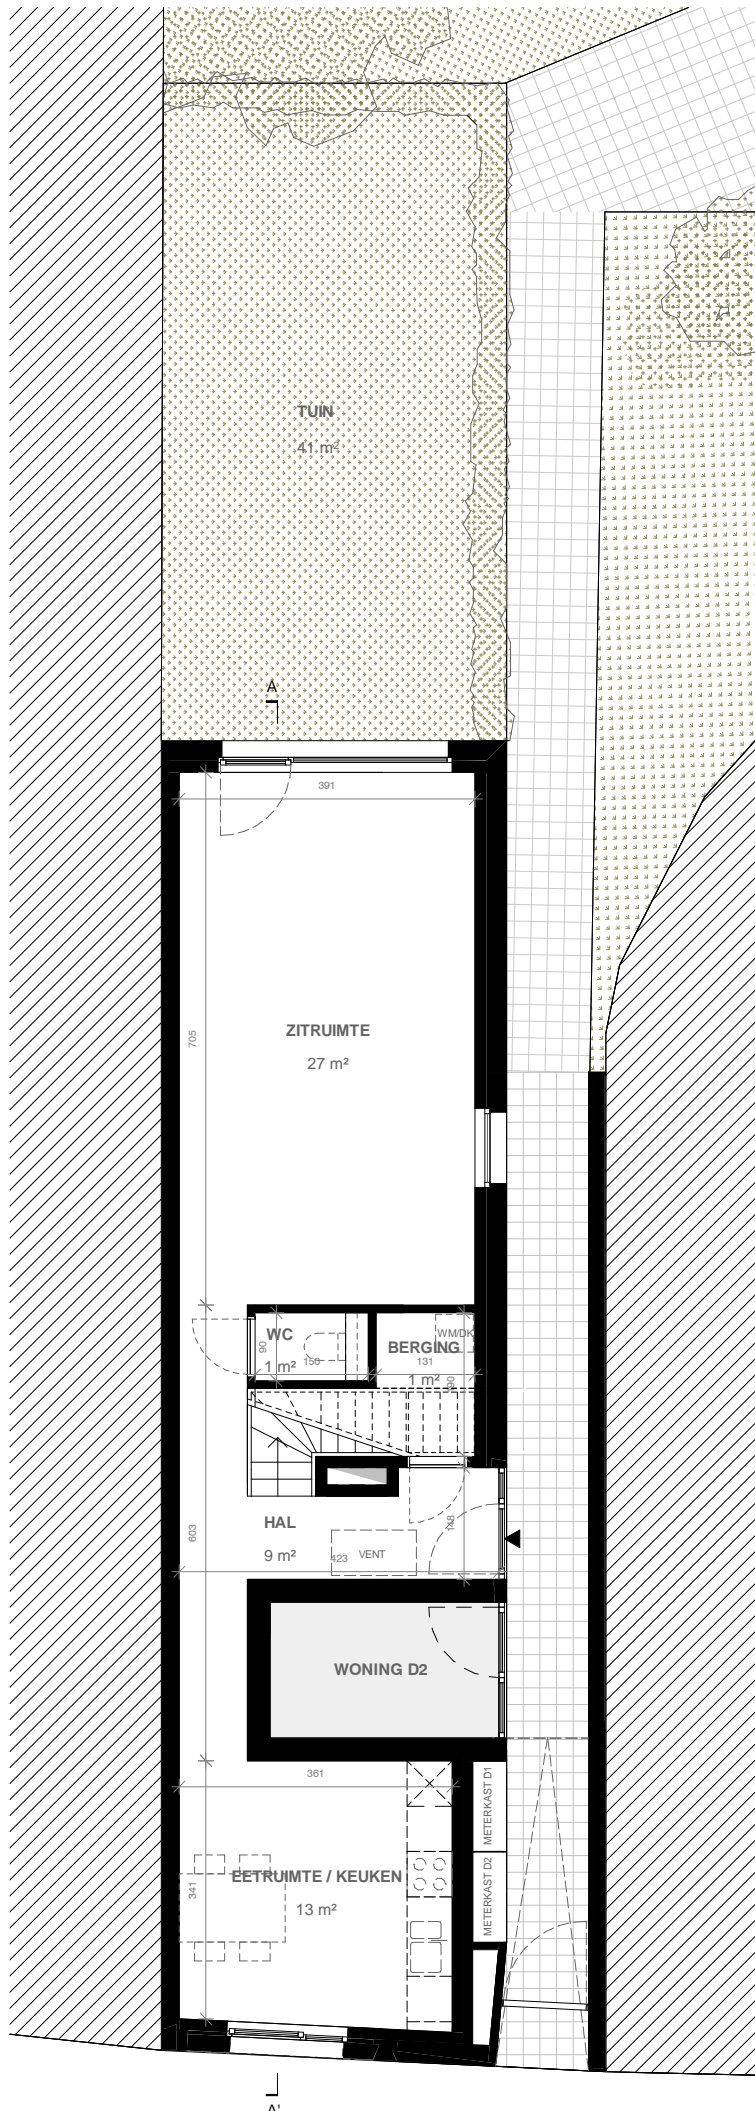 TUIN
41 m²
A
391
705
ZITRUIMTE
27 m²
WC
1 m²
90
150
BERGING
1 m²
WM/DK
131
90
HAL
9 m²
603
148
423
VENT
WONING D2
361
METERKAST D1
METERKAST D2
EETRUIMTE / KEUKEN
13 m²
341
A'